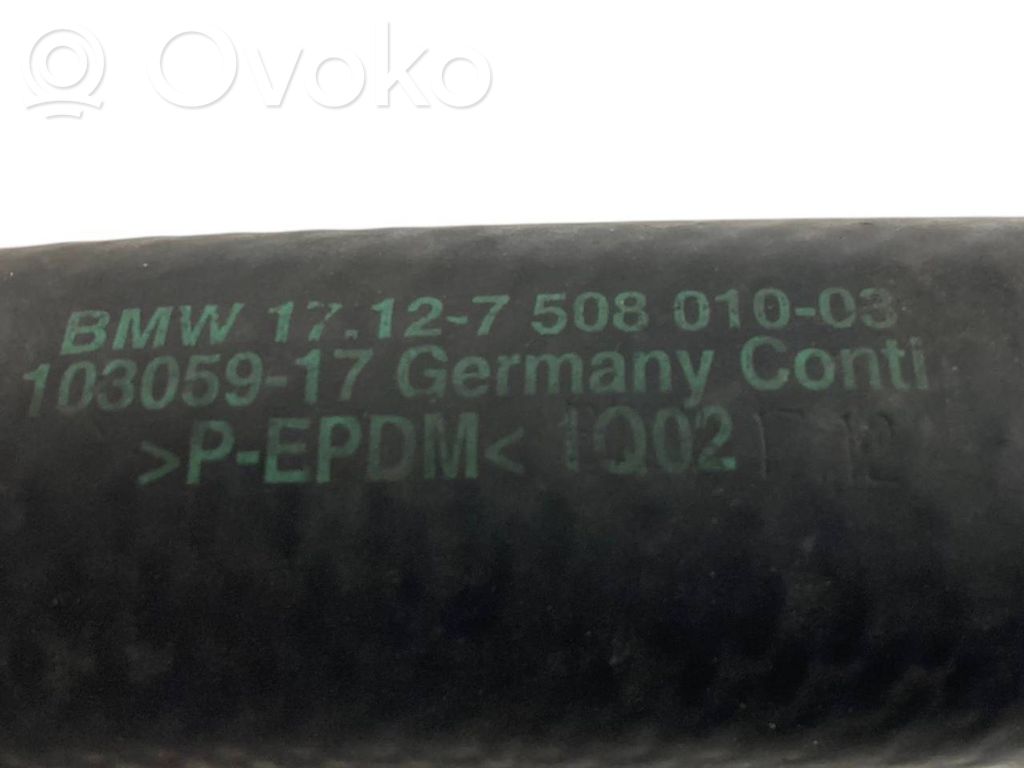 Ovoko
BMW 17.12-7 508 010-03
103059-17 Germany Conti
>P-EPDM< 1Q02